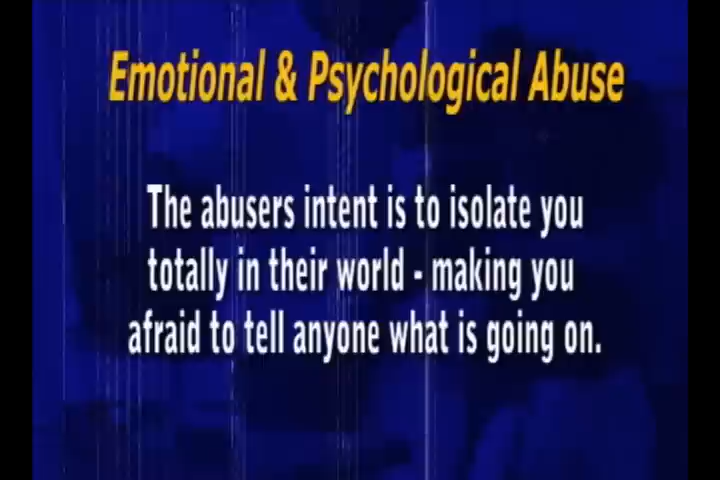 Emotional & Psychological Abuse
The abusers intent is to isolate you
totally in their world - making you
afraid to tell anyone what is going on.